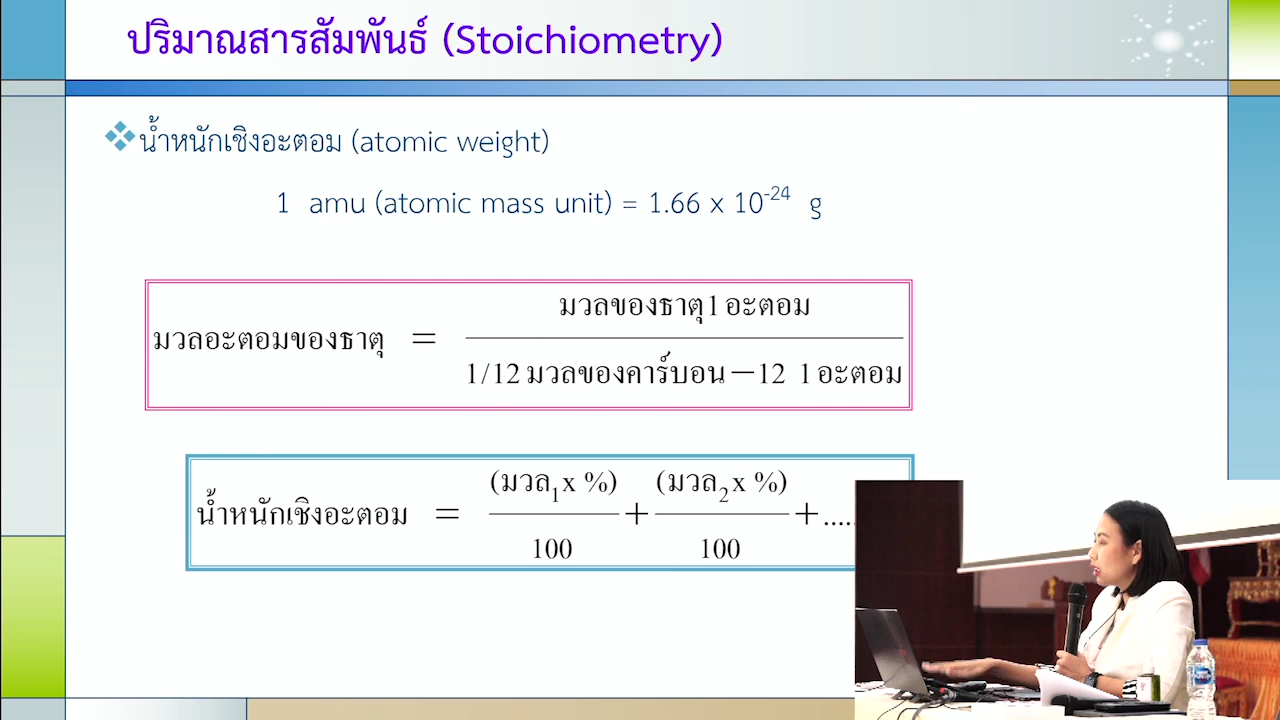 ปริมาณสารสัมพันธ์ (Stoichiometry)
น้ำหนักเชิงอะตอม (atomic weight)
1 amu (atomic mass unit) = 1.66 x 10-24 g
มวลของธาตุ 1 อะตอม
มวลอะตอมของธาตุ =
1/12 มวลของคาร์บอน–12 1 อะตอม
(มวล1x %) (มวล2x %)
น้ำหนักเชิงอะตอม = + + .....
100 100